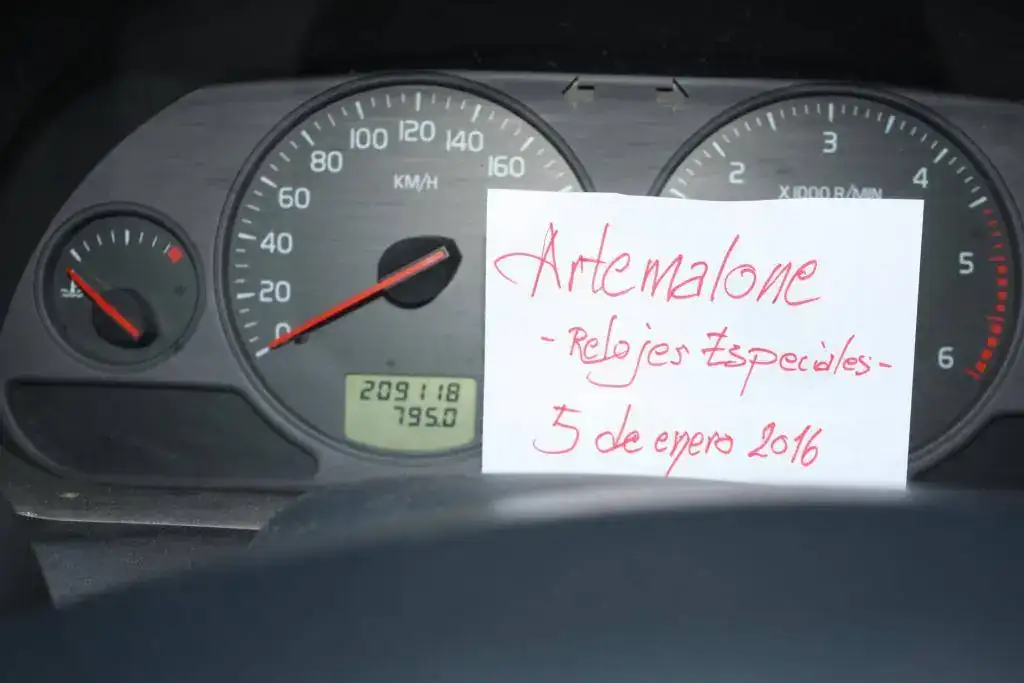 100 120 140
80 160
60 KM/H
40
20
0
209118
795.0
2 3 4
X1000 R/MIN
5
6
Artemalone
- Relojes Especiales -
5 de enero 2016